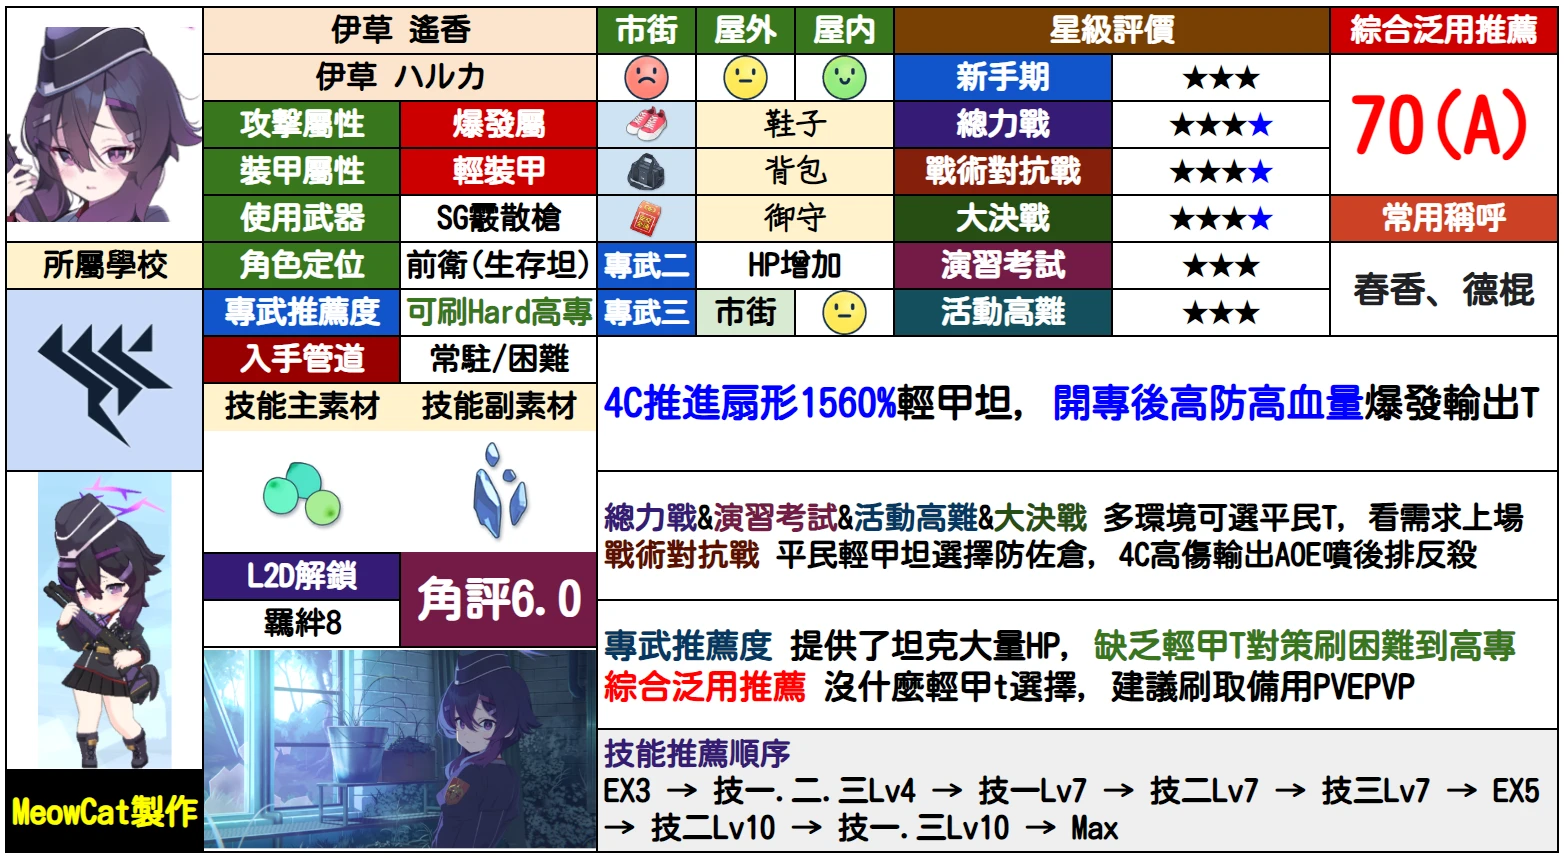 伊草 遙香
市街 屋外 屋内
星級評價
綜合泛用推薦
伊草 ハルカ
新手期 ★★★
70(A)
攻擊屬性 爆發屬
鞋子
總力戰 ★★★★
裝甲屬性 輕裝甲
背包
戰術對抗戰 ★★★★
使用武器 SG霰散槍
御守
大決戰 ★★★★
常用稱呼
所屬學校
角色定位 前衛(生存坦)
專武二 HP增加
演習考試 ★★★
春香、德棍
專武推薦度 可刷Hard高專
專武三 市街
活動高難 ★★★
入手管道 常駐/困難
4C推進扇形1560%輕甲坦, 開專後高防高血量爆發輸出T
技能主素材 技能副素材
總力戰&演習考試&活動高難&大決戰 多環境可選平民T, 看需求上場
戰術對抗戰 平民輕甲坦選擇防佐倉, 4C高傷輸出AOE噴後排反殺
L2D解鎖
角評6.0
羈絆8
專武推薦度 提供了坦克大量HP, 缺乏輕甲T對策刷困難到高專
綜合泛用推薦 沒什麼輕甲t選擇, 建議刷取備用PVEPVP
技能推薦順序
EX3 → 技一.二.三Lv4 → 技一Lv7 → 技二Lv7 → 技三Lv7 → EX5
→ 技二Lv10 → 技一.三Lv10 → Max
MeowCat製作